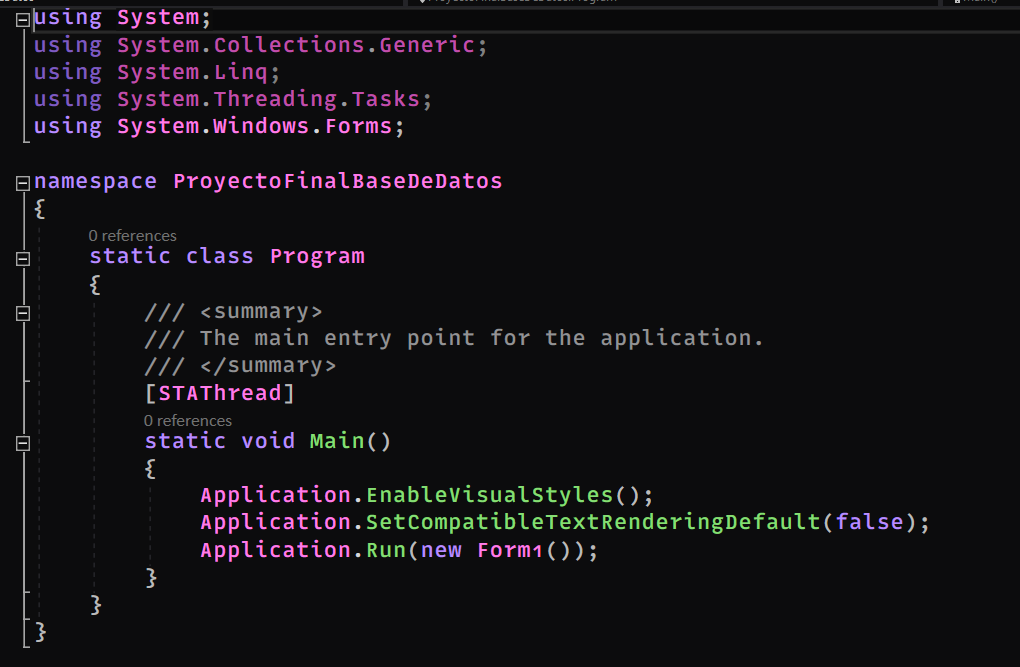 using System;
using System.Collections.Generic;
using System.Linq;
using System.Threading.Tasks;
using System.Windows.Forms;
namespace ProyectoFinalBaseDeDatos
{
0 references
static class Program
{
/// <summary>
/// The main entry point for the application.
/// </summary>
[STAThread]
0 references
static void Main()
{
Application.EnableVisualStyles();
Application.SetCompatibleTextRenderingDefault(false);
Application.Run(new Form1());
}
}
}